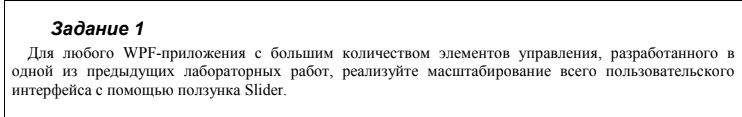 Задание 1
Для любого WPF-приложения с большим количеством элементов управления, разработанного в
одной из предыдущих лабораторных работ, реализуйте масштабирование всего пользовательского
интерфейса с помощью ползунка Slider.